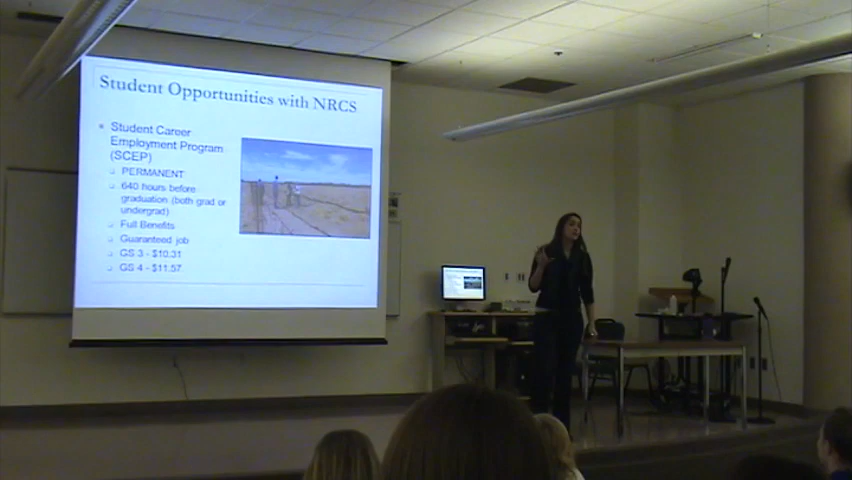 Student Opportunities with NRCS
Student Career
Employment Program
(SCEP)
PERMANENT
640 hours before
graduation (both grad or
undergrad)
Full Benefits
Guaranteed job
GS 3 - $10.31
GS 4 - $11.57